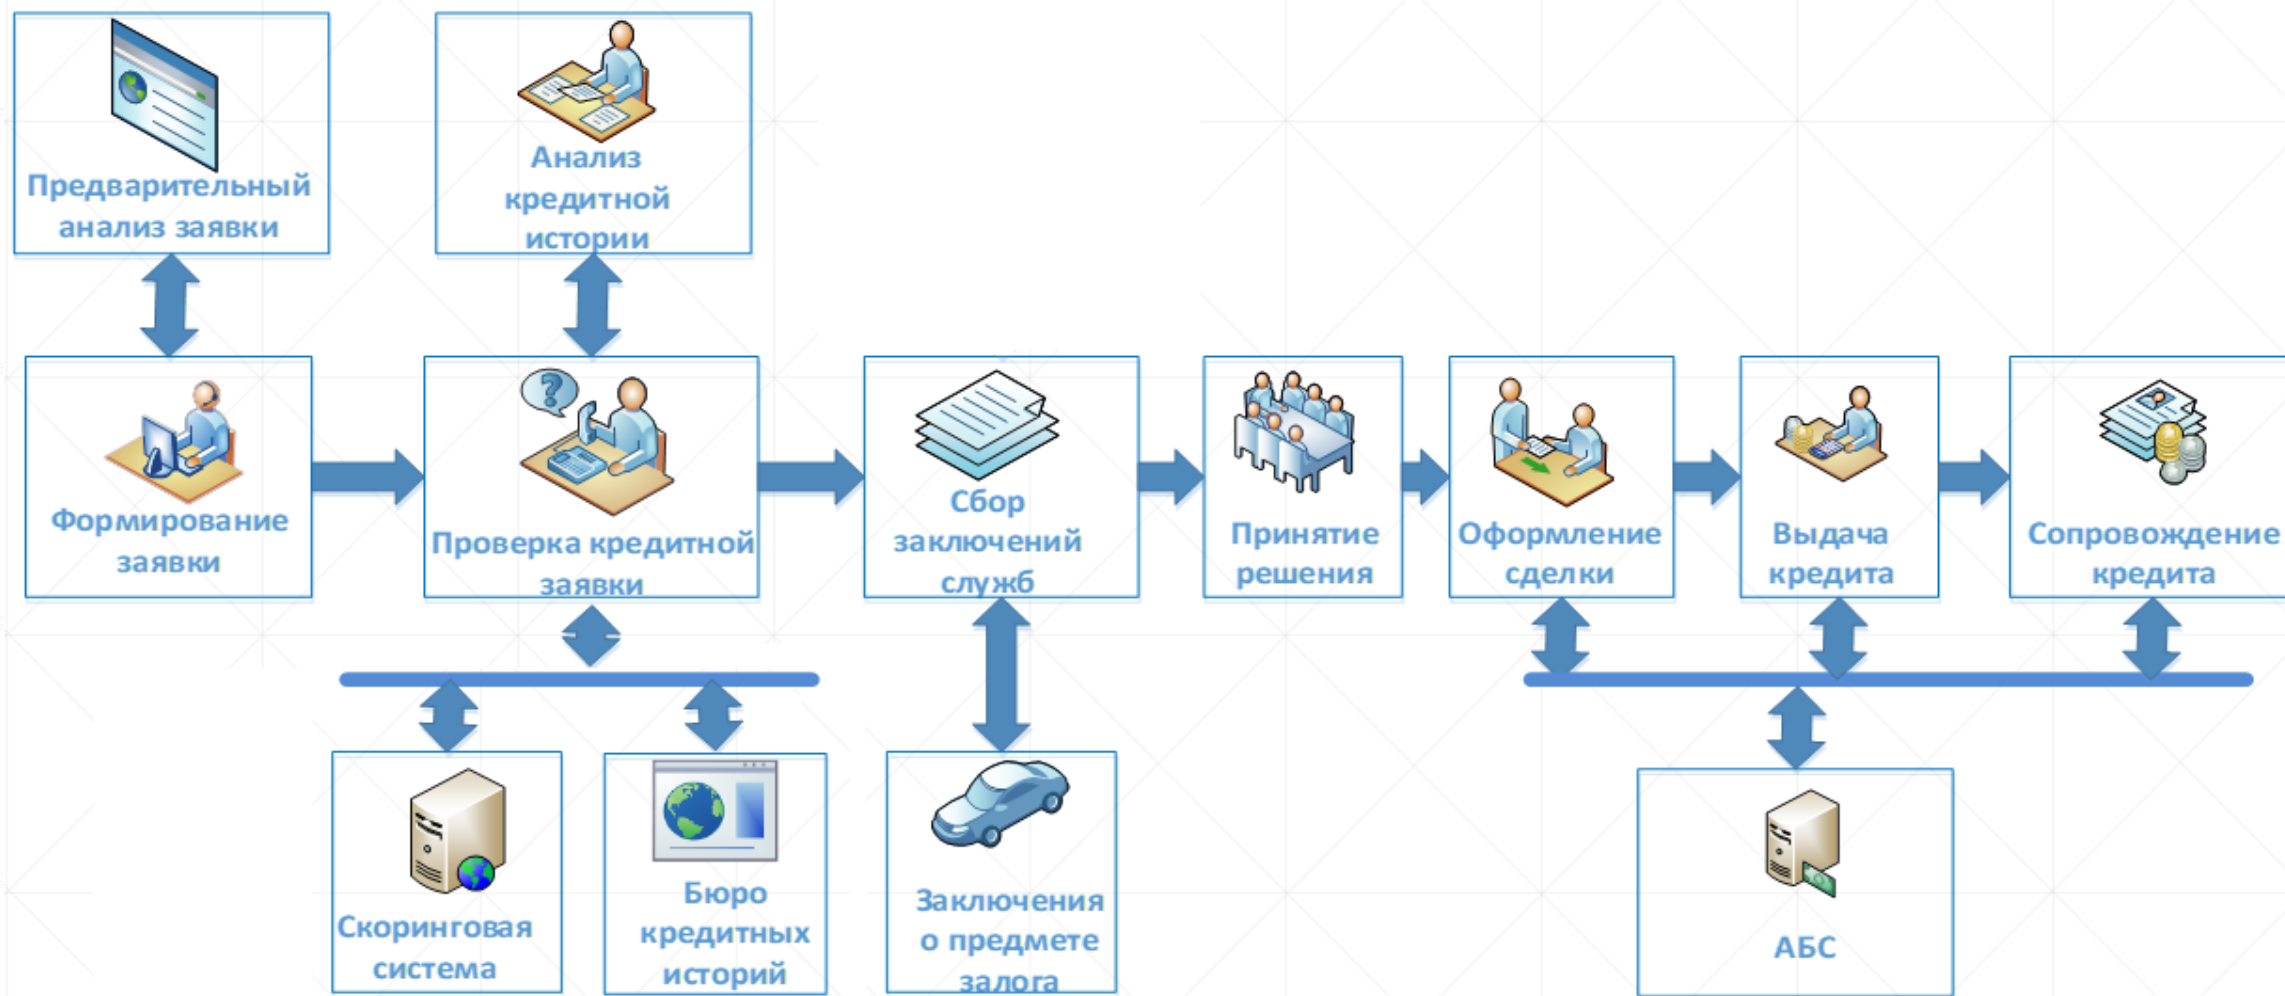 Предварительный
анализ заявки
Анализ
кредитной
истории
Формирование
заявки
?
Проверка кредитной
заявки
Сбор
заключений
служб
Принятие
решения
Оформление
сделки
Выдача
кредита
Сопровождение
кредита
Скоринговая
система
Бюро
кредитных
историй
Заключения
о предмете
залога
АБС